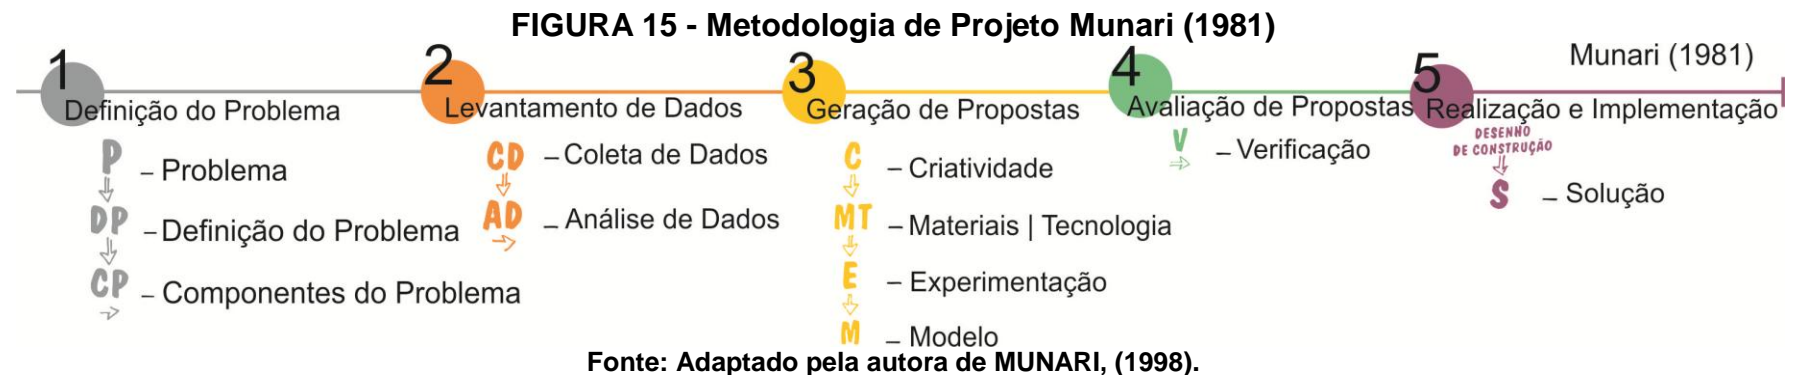 FIGURA 15 - Metodologia de Projeto Munari (1981)
Munari (1981)
1
Definição do Problema
P – Problema
DP – Definição do Problema
CP – Componentes do Problema
2
Levantamento de Dados
CD – Coleta de Dados
AD – Análise de Dados
3
Geração de Propostas
C – Criatividade
MT – Materiais | Tecnologia
E – Experimentação
M – Modelo
4
Avaliação de Propostas
V – Verificação
5
Realização e Implementação
DESENHO
DE CONSTRUÇÃO
S – Solução
Fonte: Adaptado pela autora de MUNARI, (1998).